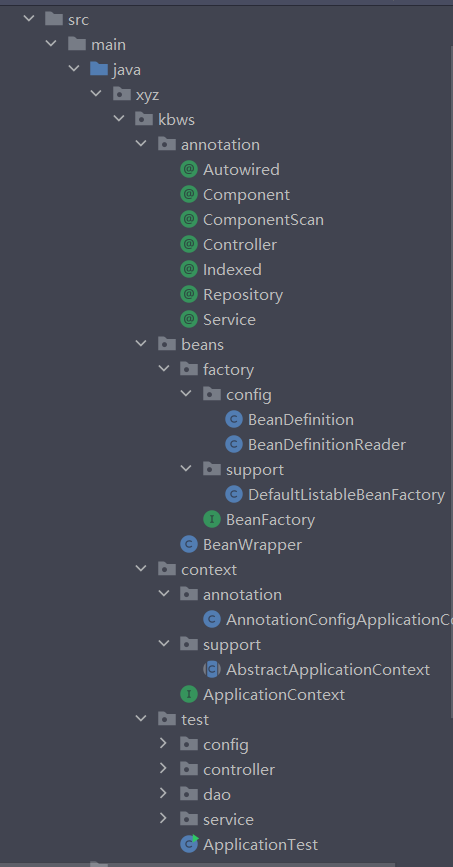 src
main
java
xyz
kbws
annotation
Autowired
Component
ComponentScan
Controller
Indexed
Repository
Service
beans
factory
config
BeanDefinition
BeanDefinitionReader
support
DefaultListableBeanFactory
BeanFactory
BeanWrapper
context
annotation
AnnotationConfigApplicationC
support
AbstractApplicationContext
ApplicationContext
test
config
controller
dao
service
ApplicationTest